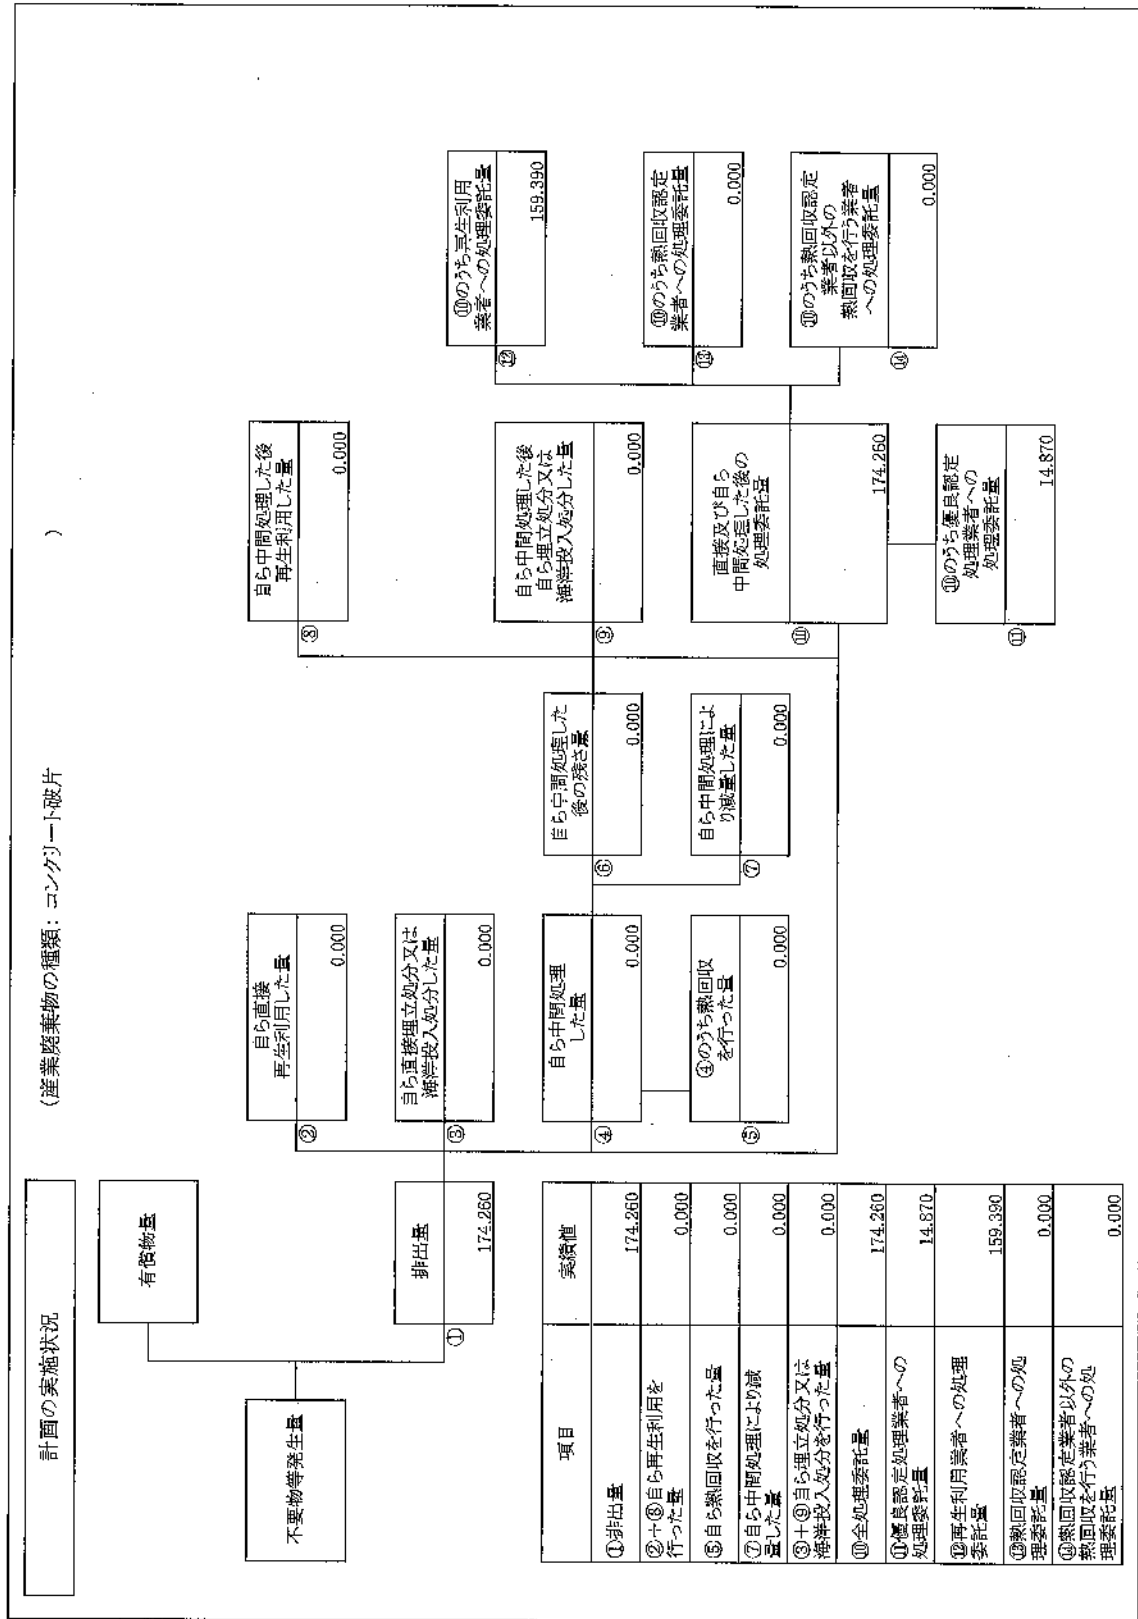 計画の実施状況
(産業廃棄物の種類: コンクリート破片
)
不要物等発生量
有償物量
①
排出量
174.260
②
自ら直接
再生利用した量
0.000
③
自ら直接埋立処分又は
海洋投入処分した量
0.000
④
自ら中間処理
した量
0.000
⑤
④のうち熱回収
を行った量
0.000
⑥
自ら中間処理した
後の残さ量
0.000
⑦
自ら中間処理によ
り減量した量
0.000
⑧
自ら中間処理した後
再生利用した量
0.000
⑨
自ら中間処理した後
自ら埋立処分又は
海洋投入処分した量
0.000
⑩
直接及び自ら
中間処理した後の
処理委託量
174.260
⑪
⑩のうち優良認定
処理業者への
処理委託量
14.870
⑫
⑩のうち再生利用
業者への処理委託量
159.390
⑬
⑩のうち熱回収認定
業者への処理委託量
0.000
⑭
⑩のうち熱回収認定
業者以外の
熱回収を行う業者
への処理委託量
0.000
項目 実績値
①排出量 174.260
②+⑧自ら再生利用を
行った量 0.000
⑤自ら熱回収を行った量 0.000
⑦自ら中間処理により減
量した量 0.000
③+⑨自ら埋立処分又は
海洋投入処分を行った量 0.000
⑩全処理委託量 174.260
⑪優良認定処理業者への
処理委託量 14.870
⑫再生利用業者への処理
委託量 159.390
⑬熱回収認定業者への処
理委託量 0.000
⑭熱回収認定業者以外の
熱回収を行う業者への処
理委託量 0.000